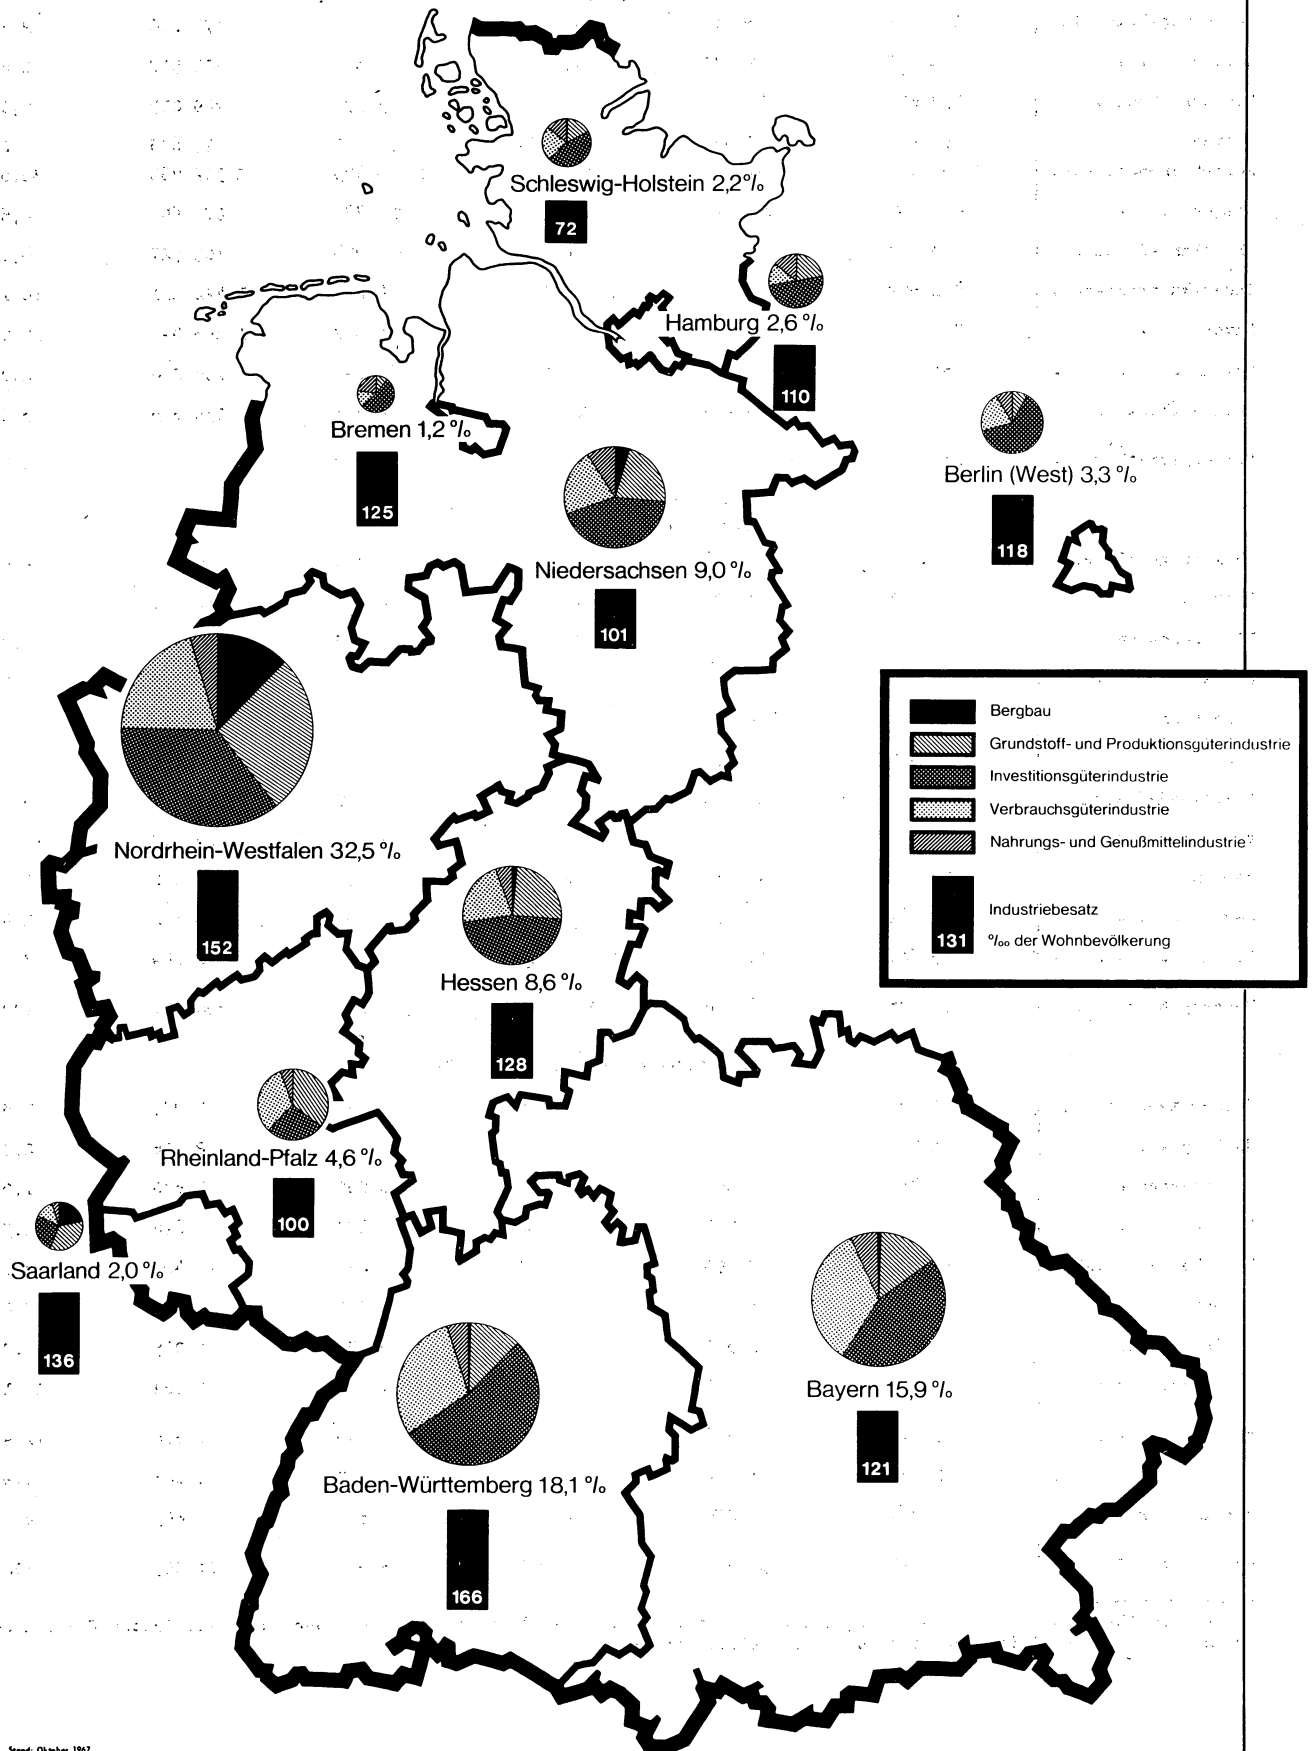 Schleswig-Holstein 2,2 %
72
Hamburg 2,6 %
110
Bremen 1,2 %
125
Berlin (West) 3,3 %
118
Niedersachsen 9,0 %
101
Nordrhein-Westfalen 32,5 %
152
Bergbau
Grundstoff- und Produktionsgüterindustrie
Investitionsgüterindustrie
Verbrauchsgüterindustrie
Nahrungs- und Genußmittelindustrie
Industriebesatz
131 ‰ der Wohnbevölkerung
Hessen 8,6 %
128
Rheinland-Pfalz 4,6 %
100
Saarland 2,0 %
136
Bayern 15,9 %
121
Baden-Württemberg 18,1 %
166
Stand: Oktober 1967